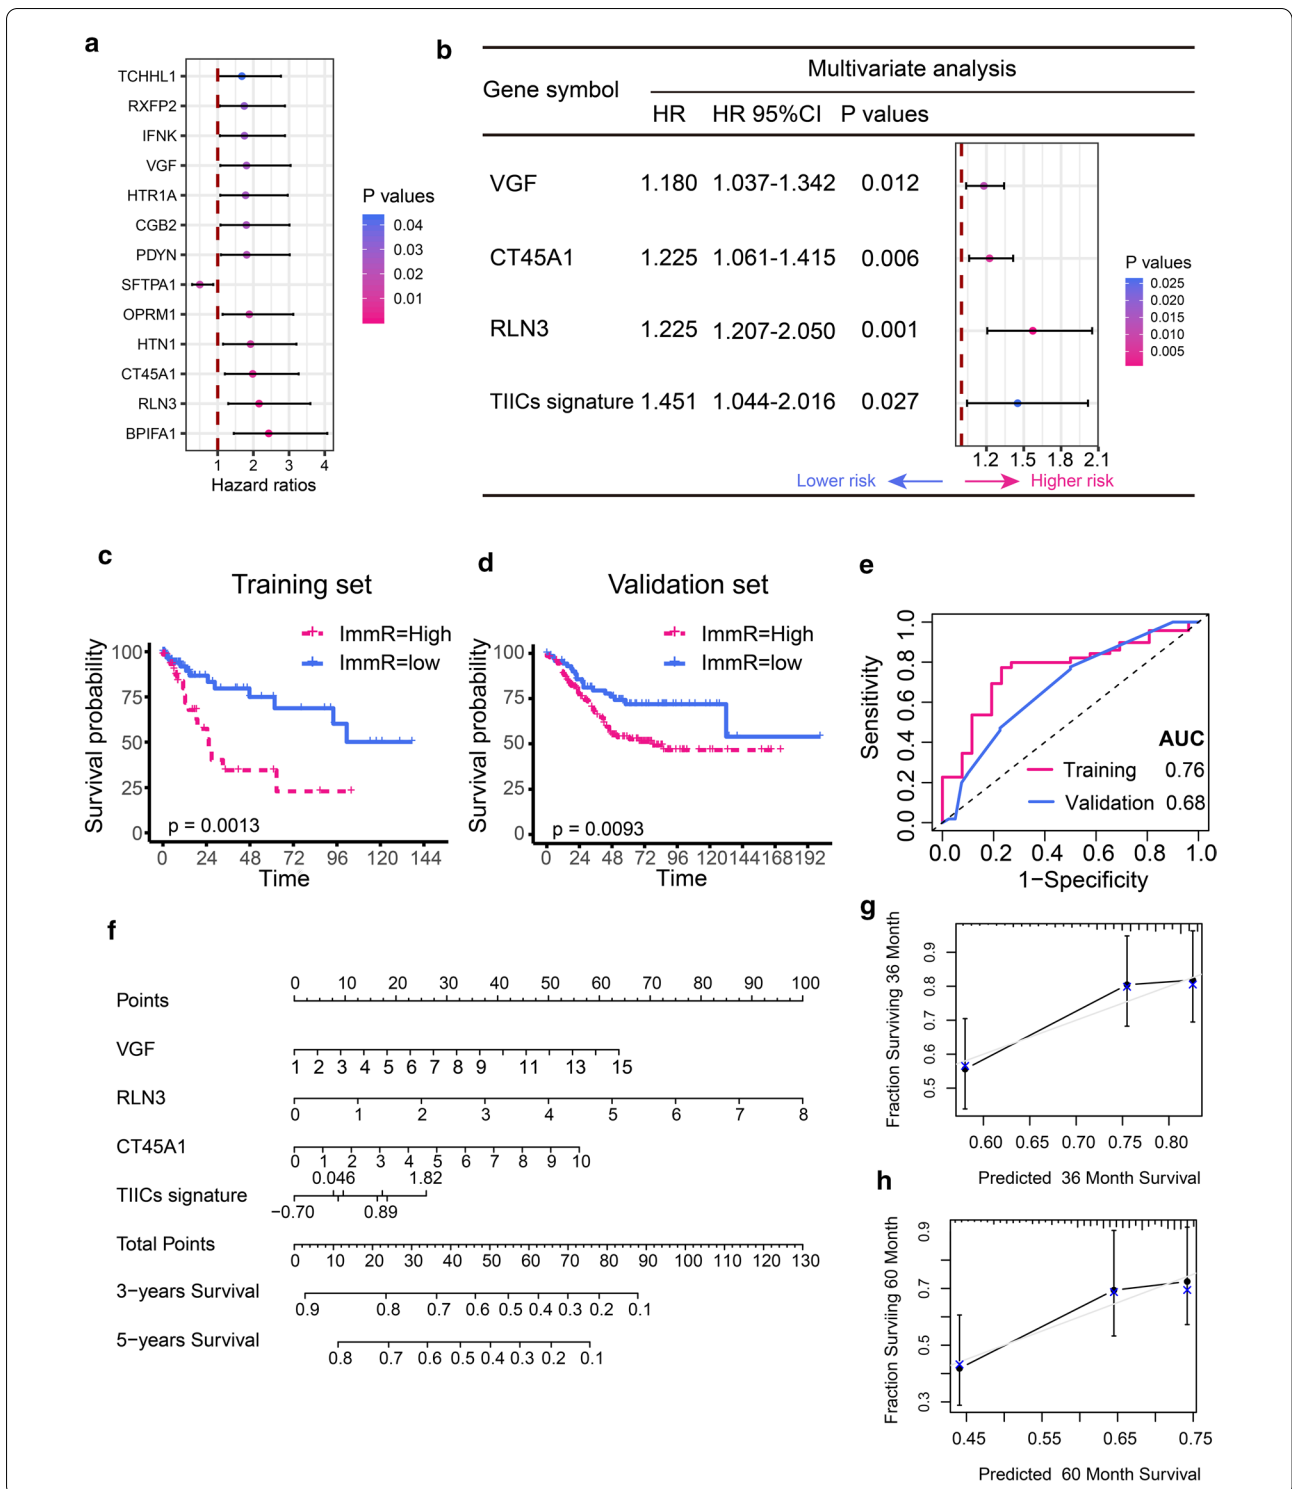 a
TCHHL1
RXFP2
IFNK
VGF
HTR1A
CGB2
PDYN
SFTPA1
OPRM1
HTN1
CT45A1
RLN3
BPIFA1
1 2 3 4
Hazard ratios
P values
0.04
0.03
0.02
0.01
b
Gene symbol
Multivariate analysis
HR HR 95%CI P values
VGF 1.180 1.037-1.342 0.012
CT45A1 1.225 1.061-1.415 0.006
RLN3 1.225 1.207-2.050 0.001
TIICs signature 1.451 1.044-2.016 0.027
1.2 1.5 1.8 2.1
Lower risk Higher risk
P values
0.025
0.020
0.015
0.010
0.005
c
Training set
ImmR=High
ImmR=low
Survival probability
100
75
50
25
0
p = 0.0013
0 24 48 72 96 120 144
Time
d
Validation set
ImmR=High
ImmR=low
Survival probability
100
75
50
25
0
p = 0.0093
0 24 48 72 96 120 144 168 192
Time
e
Sensitivity
0.0 0.2 0.4 0.6 0.8 1.0
AUC
Training 0.76
Validation 0.68
0.0 0.2 0.4 0.6 0.8 1.0
1−Specificity
f
0 10 20 30 40 50 60 70 80 90 100
Points
VGF
1 2 3 4 5 6 7 8 9 11 13 15
RLN3
0 1 2 3 4 5 6 7 8
CT45A1
0 1 2 3 4 5 6 7 8 9 10
0.046 1.82
TIICs signature
−0.70 0.89
Total Points
0 10 20 30 40 50 60 70 80 90 100 110 120 130
3−years Survival
0.9 0.8 0.7 0.6 0.5 0.4 0.3 0.2 0.1
5−years Survival
0.8 0.7 0.6 0.5 0.4 0.3 0.2 0.1
g
Fraction Surviving 36 Month
0.5 0.6 0.7 0.8 0.9
0.60 0.65 0.70 0.75 0.80
Predicted 36 Month Survival
h
Fraction Surviing 60 Month
0.3 0.5 0.7 0.9
0.45 0.55 0.65 0.75
Predicted 60 Month Survival